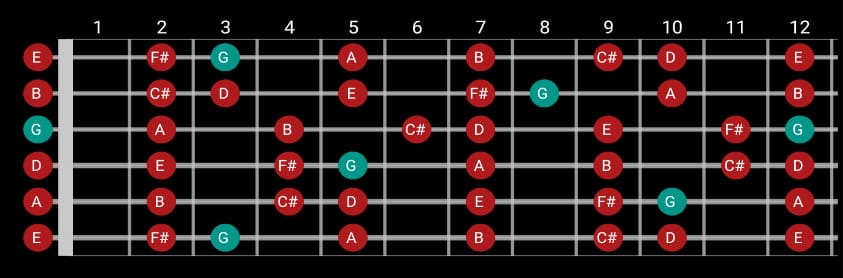 1 2 3 4 5 6 7 8 9 10 11 12
E F# G A B C# D E
B C# D E F# G A B
G A B C# D E F# G
D E F# G A B C# D
A B C# D E F# G A
E F# G A B C# D E